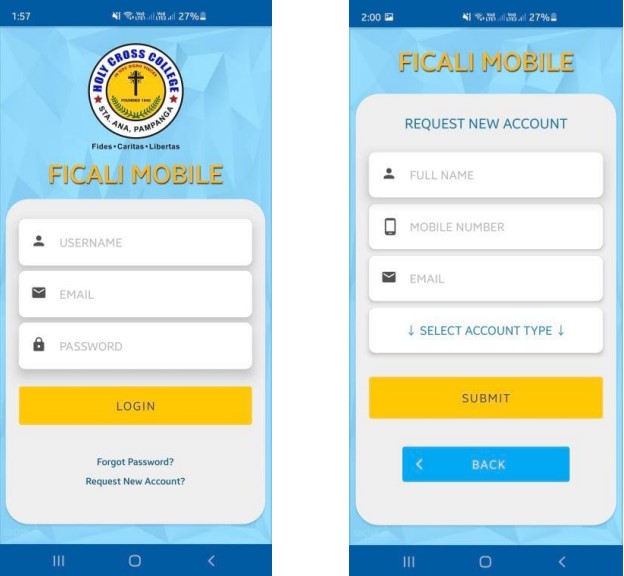 1:57
27%
HOLY CROSS COLLEGE
FOUNDED 1945
STA. ANA, PAMPANGA
Fides•Caritas•Libertas
FICALI MOBILE
USERNAME
EMAIL
PASSWORD
LOGIN
Forgot Password?
Request New Account?
2:00
27%
FICALI MOBILE
REQUEST NEW ACCOUNT
FULL NAME
MOBILE NUMBER
EMAIL
↓ SELECT ACCOUNT TYPE ↓
SUBMIT
BACK